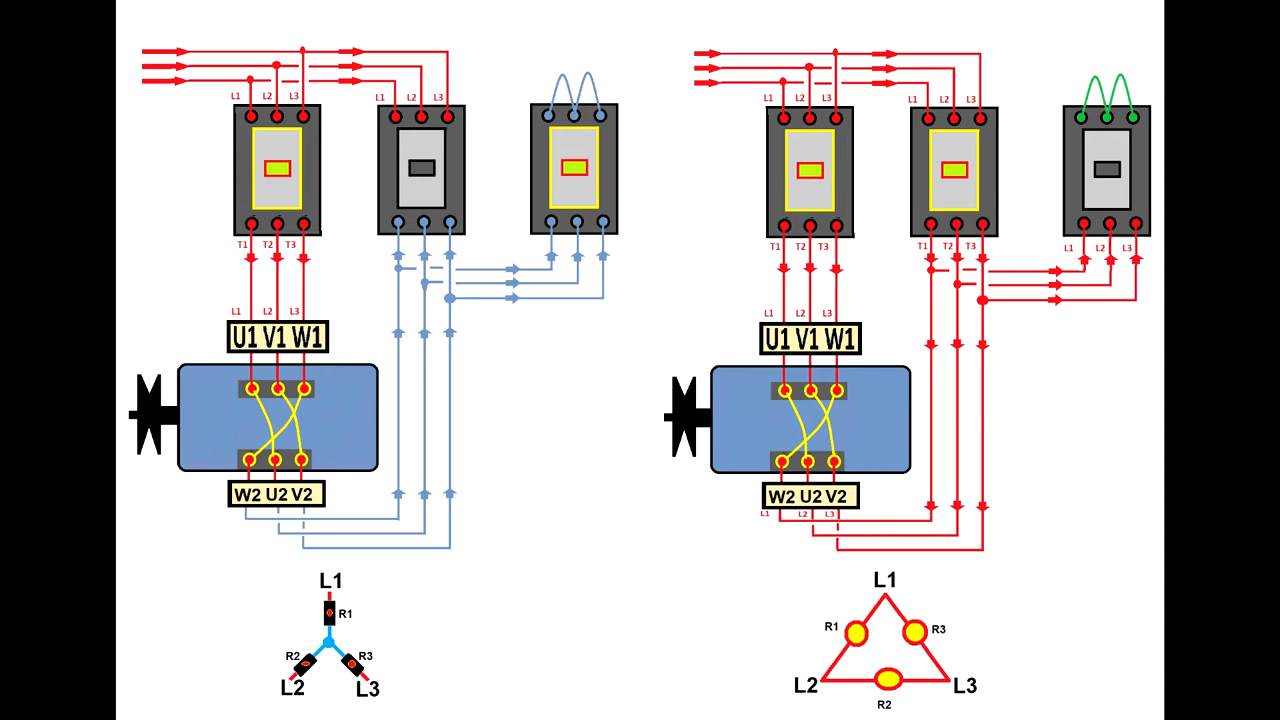 L1 L2 L3
L1 L2 L3
T1 T2 T3
L1 L2 L3
U1 V1 W1
W2 U2 V2
L1
R1
R2 R3
L2 L3
L1 L2 L3
L1 L2 L3
T1 T2 T3
T1 T2 T3
L1 L2 L3
L1 L2 L3
U1 V1 W1
W2 U2 V2
L1 L2 L3
L1
R1 R3
L2 L3
R2